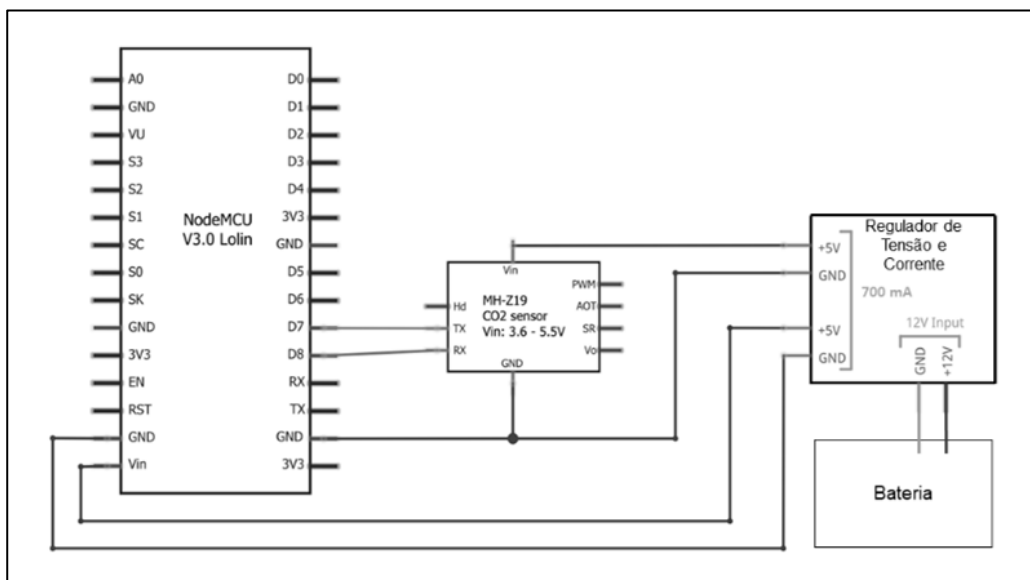 A0
GND
VU
S3
S2
S1
SC
S0
SK
GND
3V3
EN
RST
GND
Vin
NodeMCU
V3.0 Lolin
D0
D1
D2
D3
D4
3V3
GND
D5
D6
D7
D8
RX
TX
GND
3V3
Vin
Hd
TX
RX
MH-Z19
CO2 sensor
Vin: 3.6 - 5.5V
GND
PWM
AOT
SR
Vo
Regulador de
Tensão e
Corrente
+5V
GND
700 mA
+5V
GND
12V Input
GND
+12V
Bateria